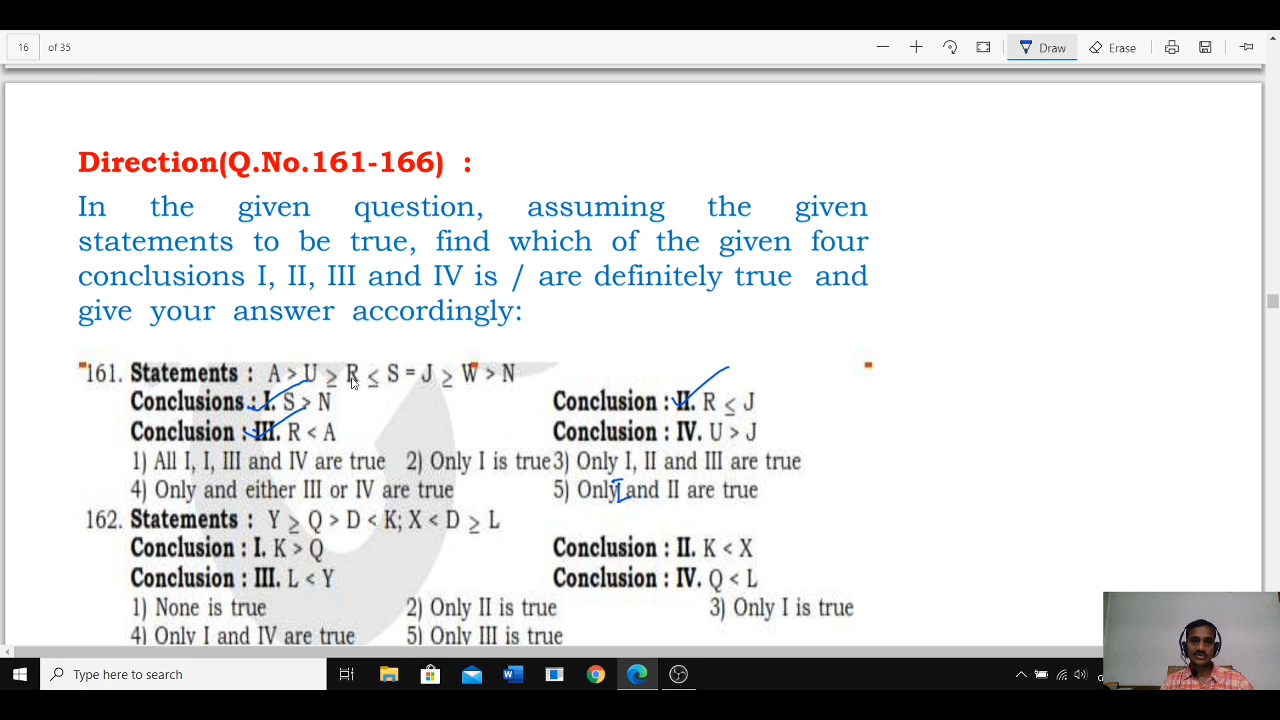 16 of 35
Draw
Erase
Direction(Q.No.161-166) :
In the given question, assuming the given
statements to be true, find which of the given four
conclusions I, II, III and IV is / are definitely true and
give your answer accordingly:
161. Statements : A > U ≥ R ≤ S = J ≥ W > N
Conclusions : I. S > N Conclusion : II. R ≤ J
Conclusion : III. R < A Conclusion : IV. U > J
1) All I, I, III and IV are true 2) Only I is true 3) Only I, II and III are true
4) Only and either III or IV are true 5) Only I and II are true
162. Statements : Y ≥ Q > D < K; X < D ≥ L
Conclusion : I. K > Q Conclusion : II. K < X
Conclusion : III. L < Y Conclusion : IV. Q < L
1) None is true 2) Only II is true 3) Only I is true
4) Only I and IV are true 5) Only III is true
Type here to search